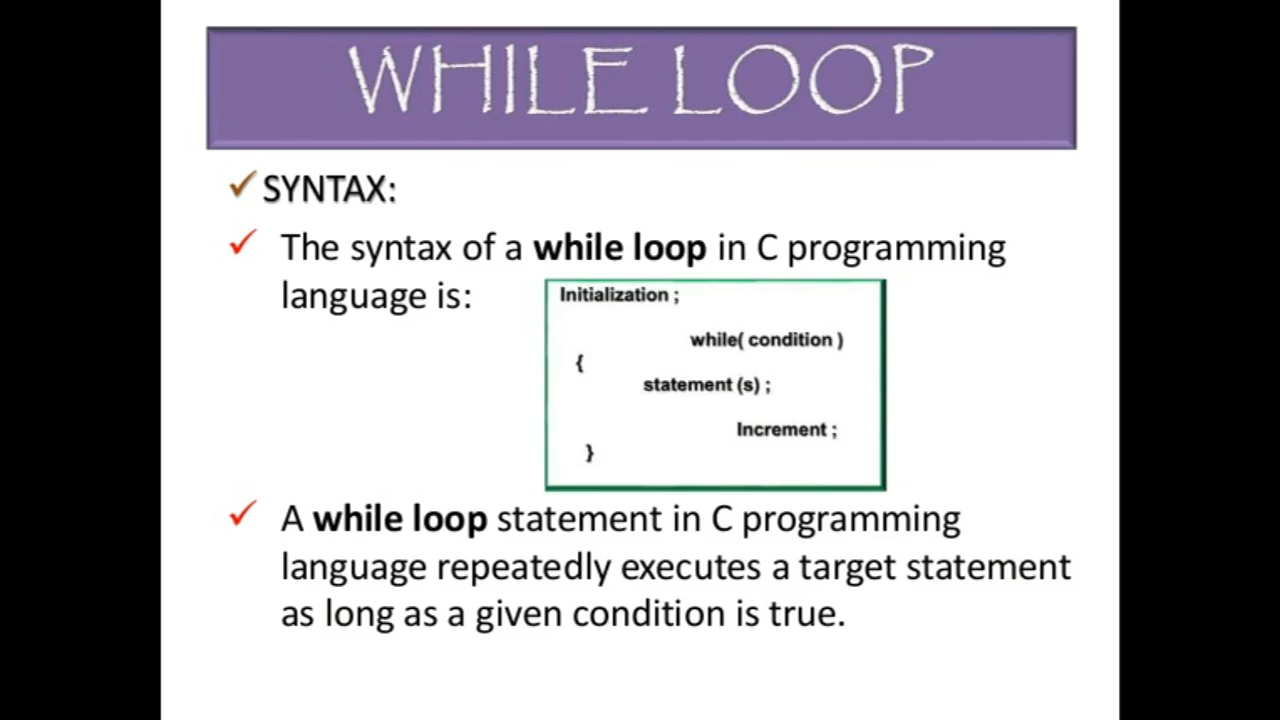 WHILE LOOP
SYNTAX:
The syntax of a while loop in C programming
language is:
Initialization ;
while( condition )
{
statement (s) ;
Increment ;
}
A while loop statement in C programming
language repeatedly executes a target statement
as long as a given condition is true.